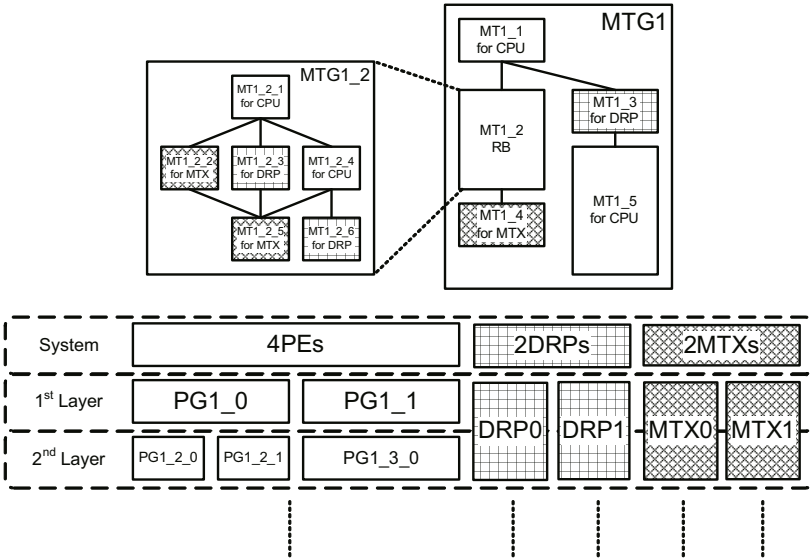 MTG1
MT1_1
for CPU
MTG1_2
MT1_2_1
for CPU
MT1_2
RB
MT1_3
for DRP
MT1_2_2
for MTX
MT1_2_3
for DRP
MT1_2_4
for CPU
MT1_5
for CPU
MT1_4
for MTX
MT1_2_5
for MTX
MT1_2_6
for DRP
System
4PEs
2DRPs
2MTXs
1st Layer
PG1_0
PG1_1
DRP0
DRP1
MTX0
MTX1
2nd Layer
PG1_2_0
PG1_2_1
PG1_3_0